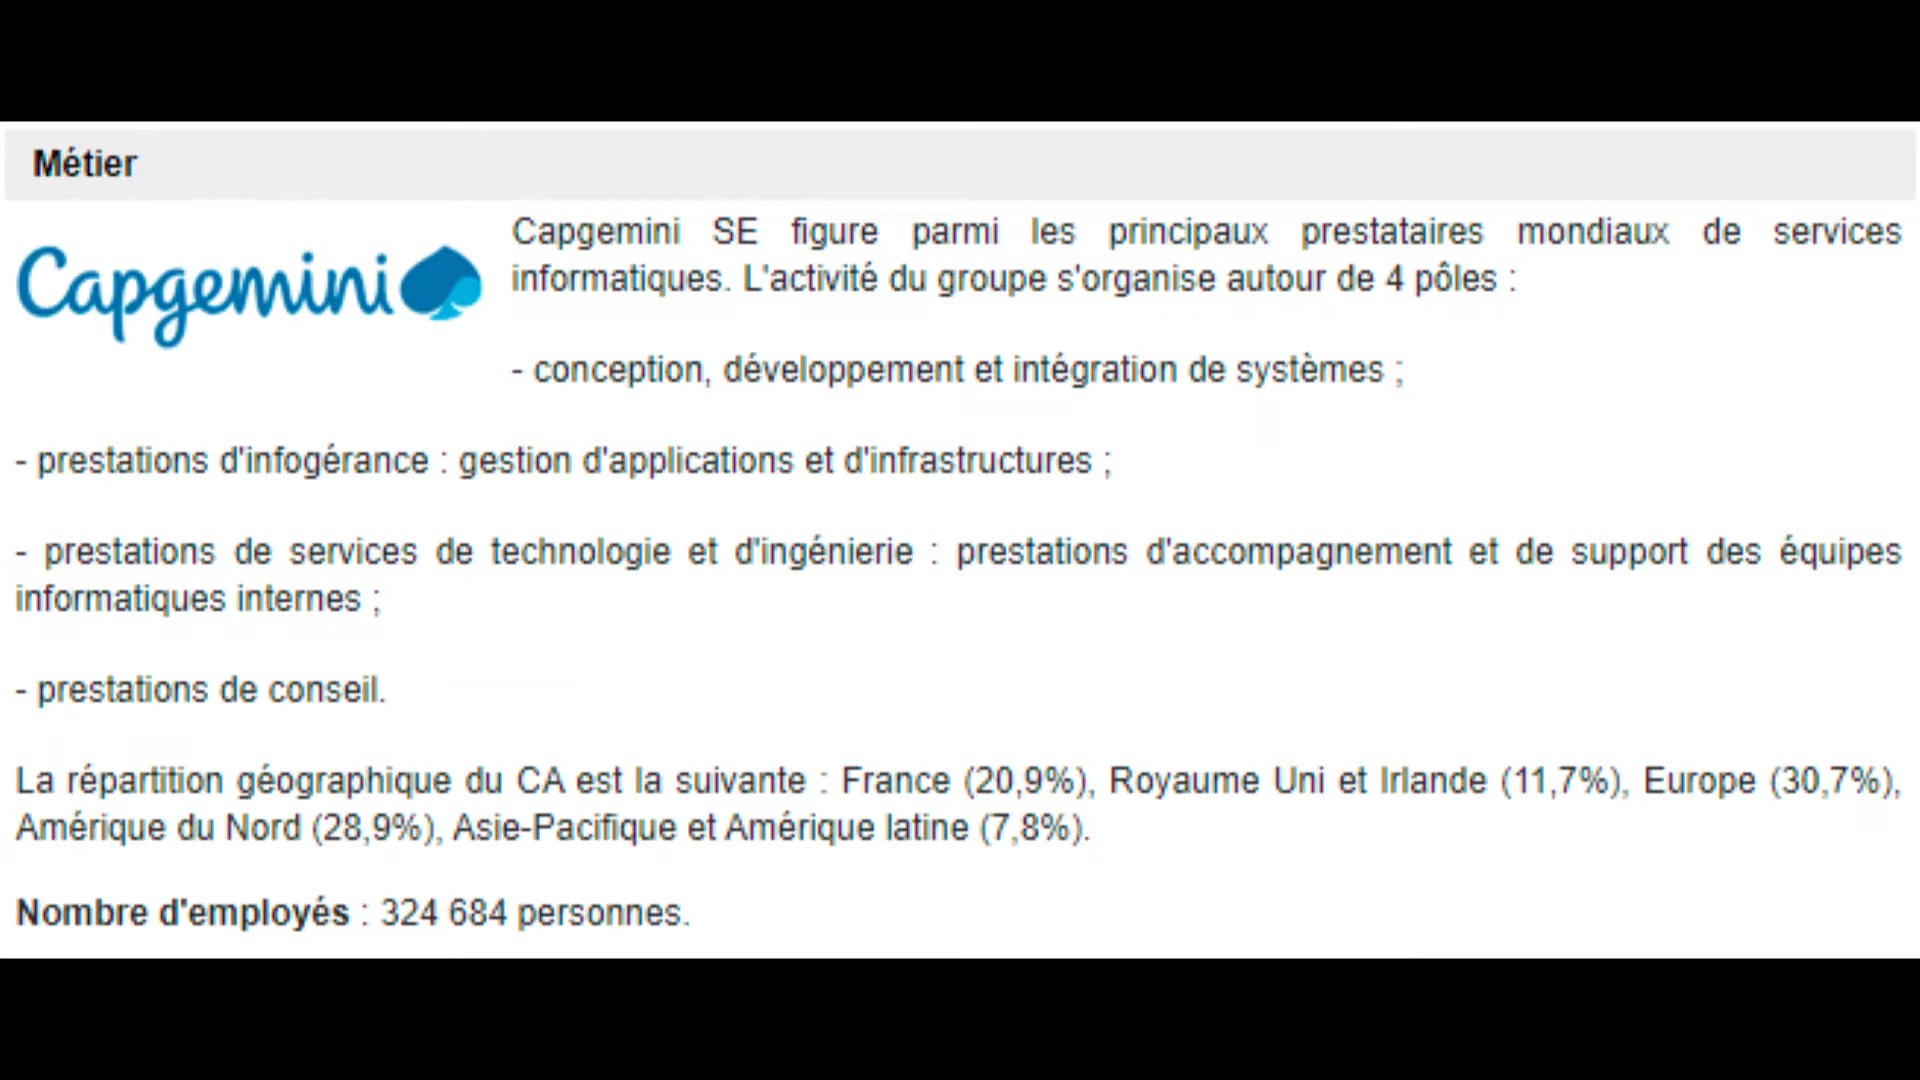 Métier
Capgemini
Capgemini SE figure parmi les principaux prestataires mondiaux de services
informatiques. L'activité du groupe s'organise autour de 4 pôles :
- conception, développement et intégration de systèmes ;
- prestations d'infogérance : gestion d'applications et d'infrastructures ;
- prestations de services de technologie et d'ingénierie : prestations d'accompagnement et de support des équipes
informatiques internes ;
- prestations de conseil.
La répartition géographique du CA est la suivante : France (20,9%), Royaume Uni et Irlande (11,7%), Europe (30,7%),
Amérique du Nord (28,9%), Asie-Pacifique et Amérique latine (7,8%).
Nombre d'employés : 324 684 personnes.